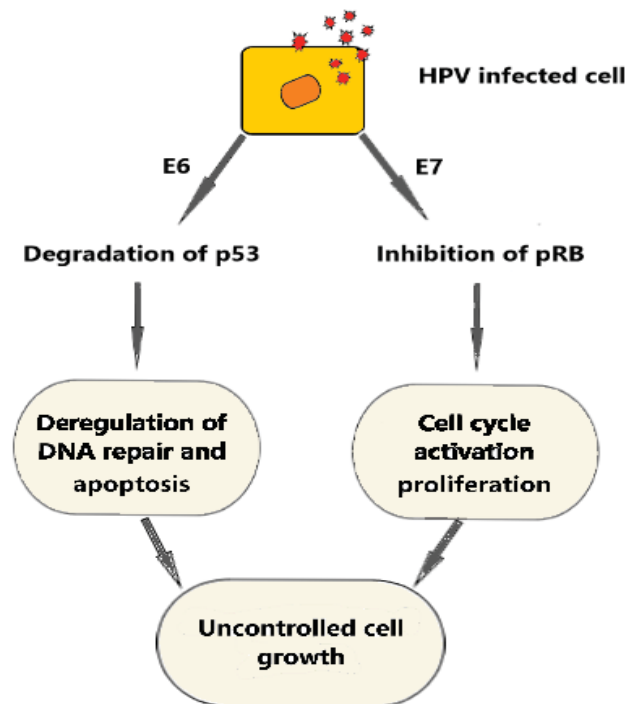 HPV infected cell
E6
E7
Degradation of p53
Inhibition of pRB
Deregulation of
DNA repair and
apoptosis
Cell cycle
activation
proliferation
Uncontrolled cell
growth